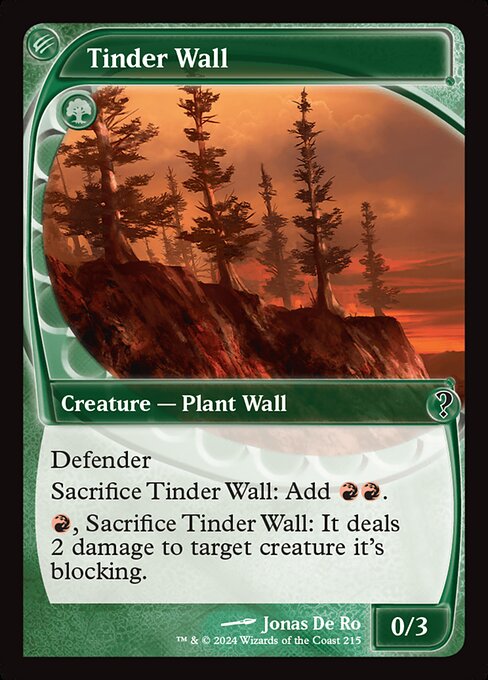 Tinder Wall
Creature — Plant Wall
?
Defender
Sacrifice Tinder Wall: Add .
, Sacrifice Tinder Wall: It deals
2 damage to target creature it's
blocking.
Jonas De Ro
0/3
™ & © 2024 Wizards of the Coast 215